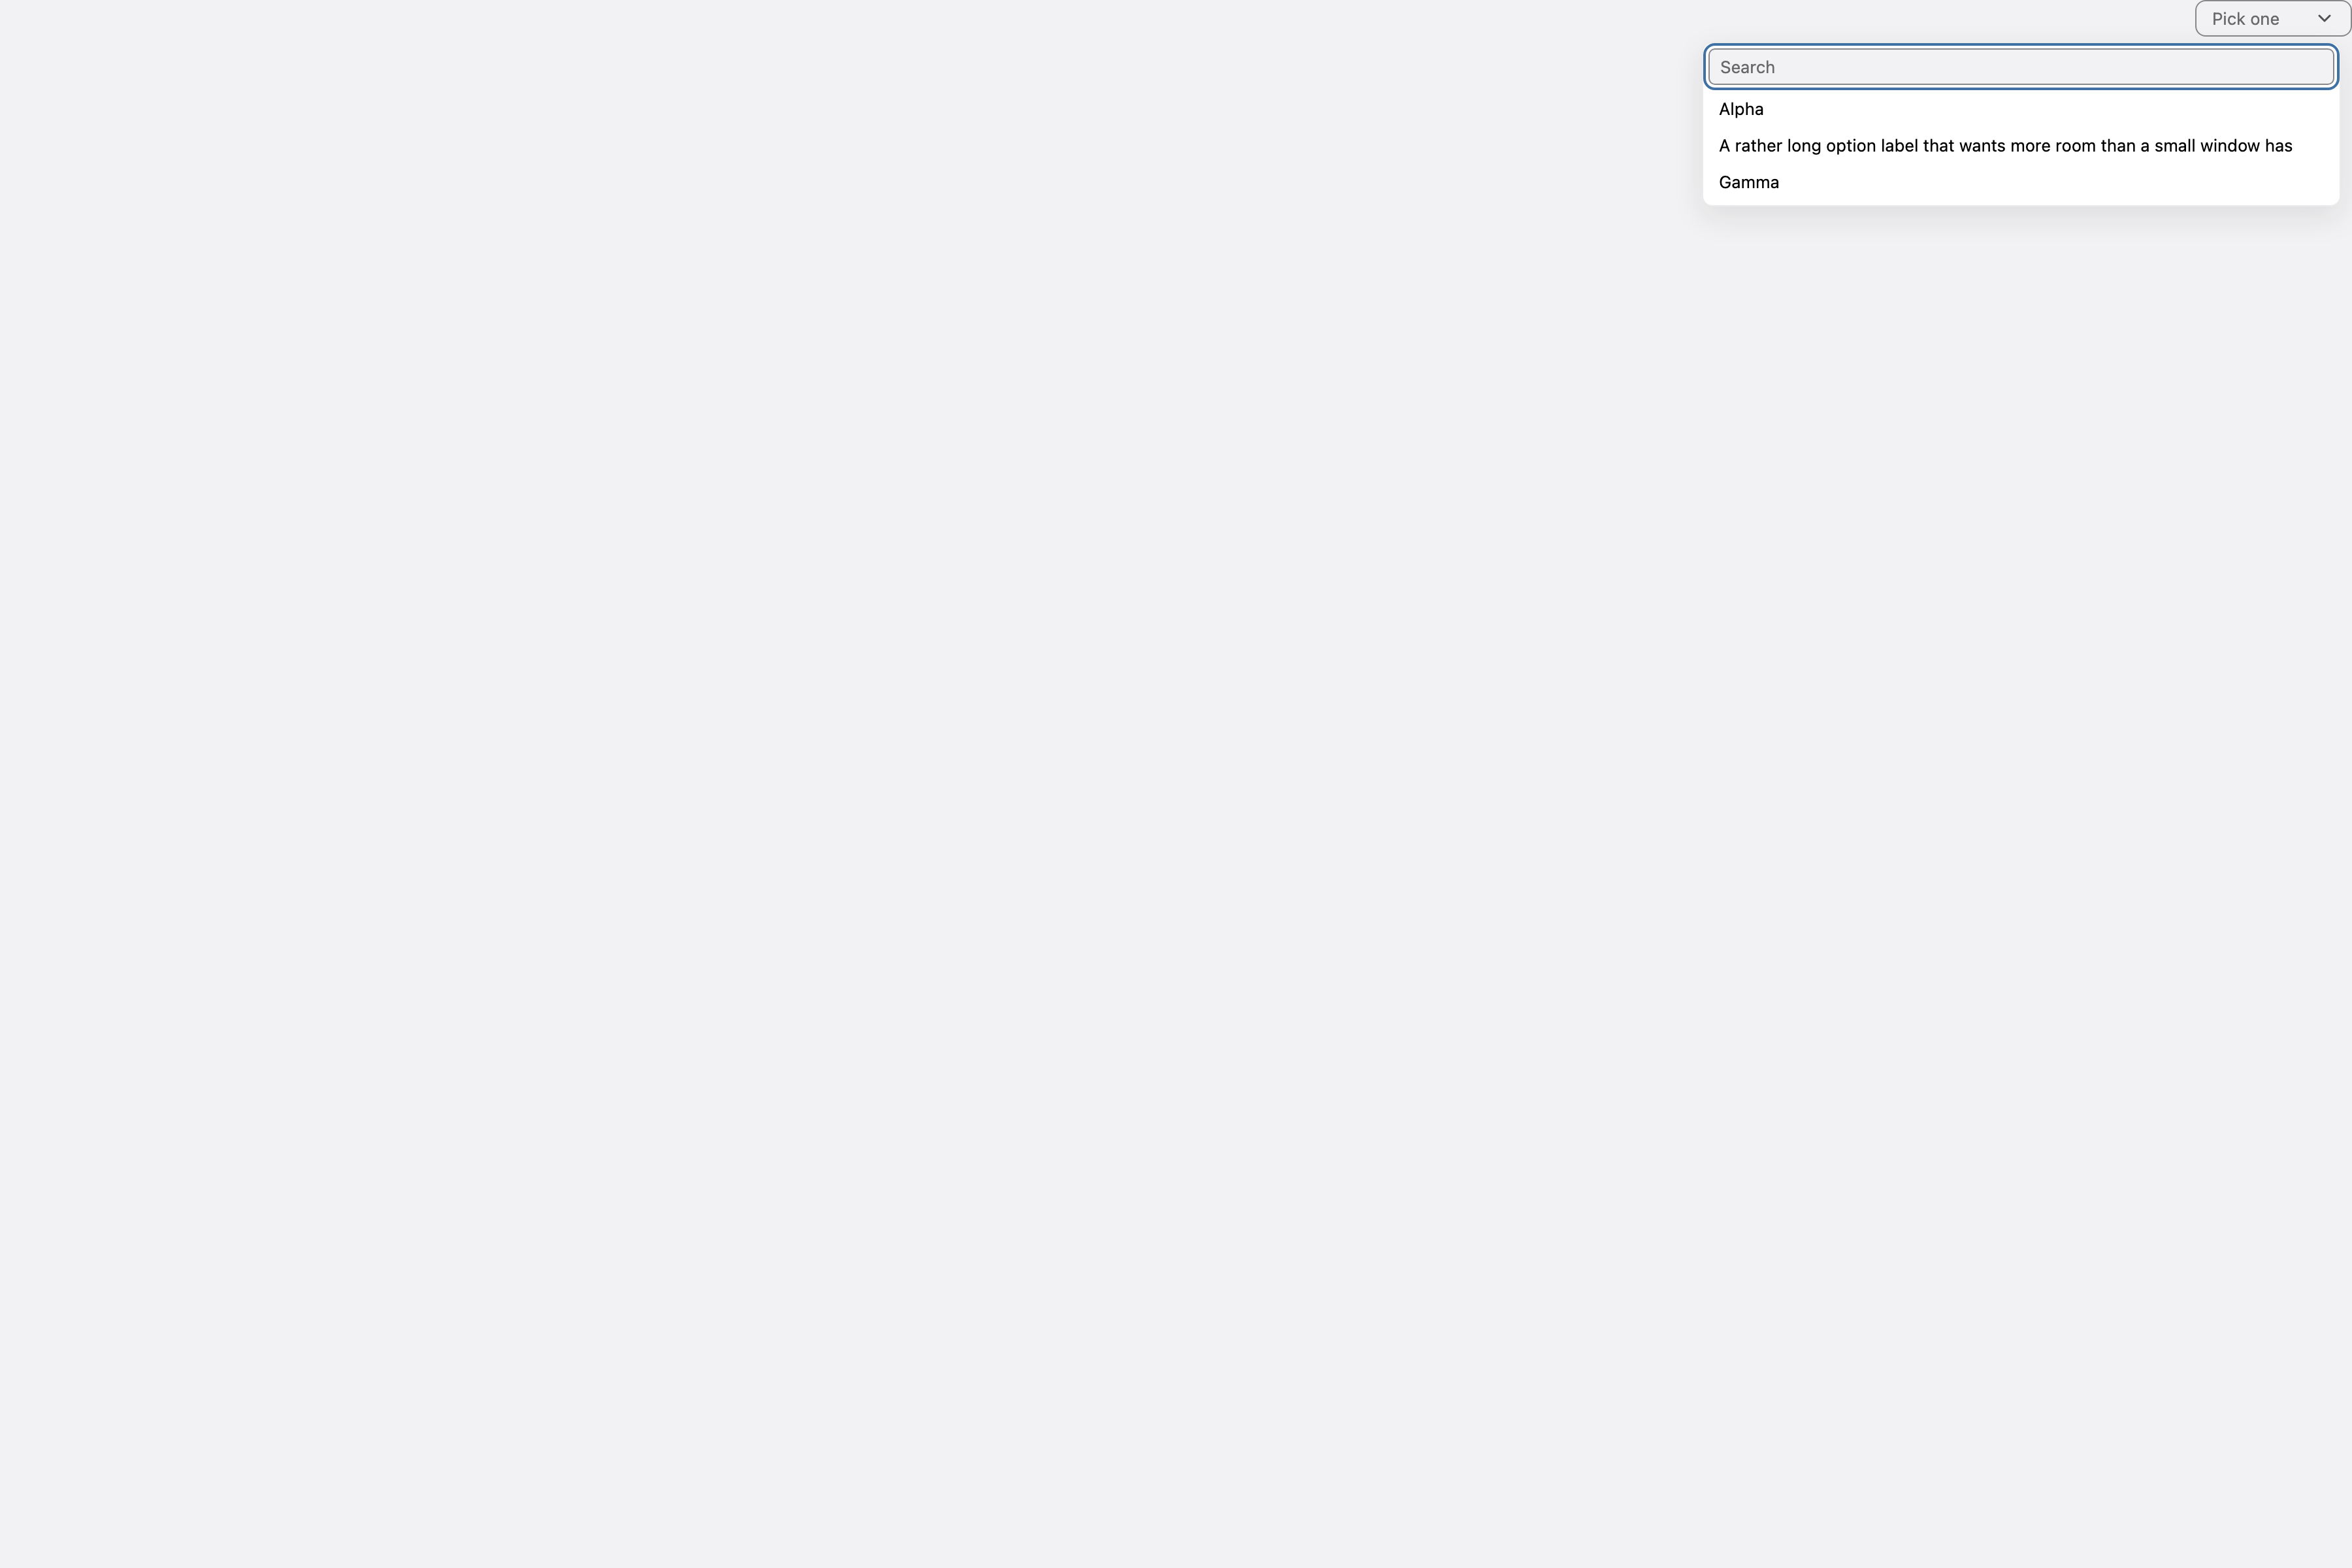 Pick one
Search
Alpha
A rather long option label that wants more room than a small window has
Gamma